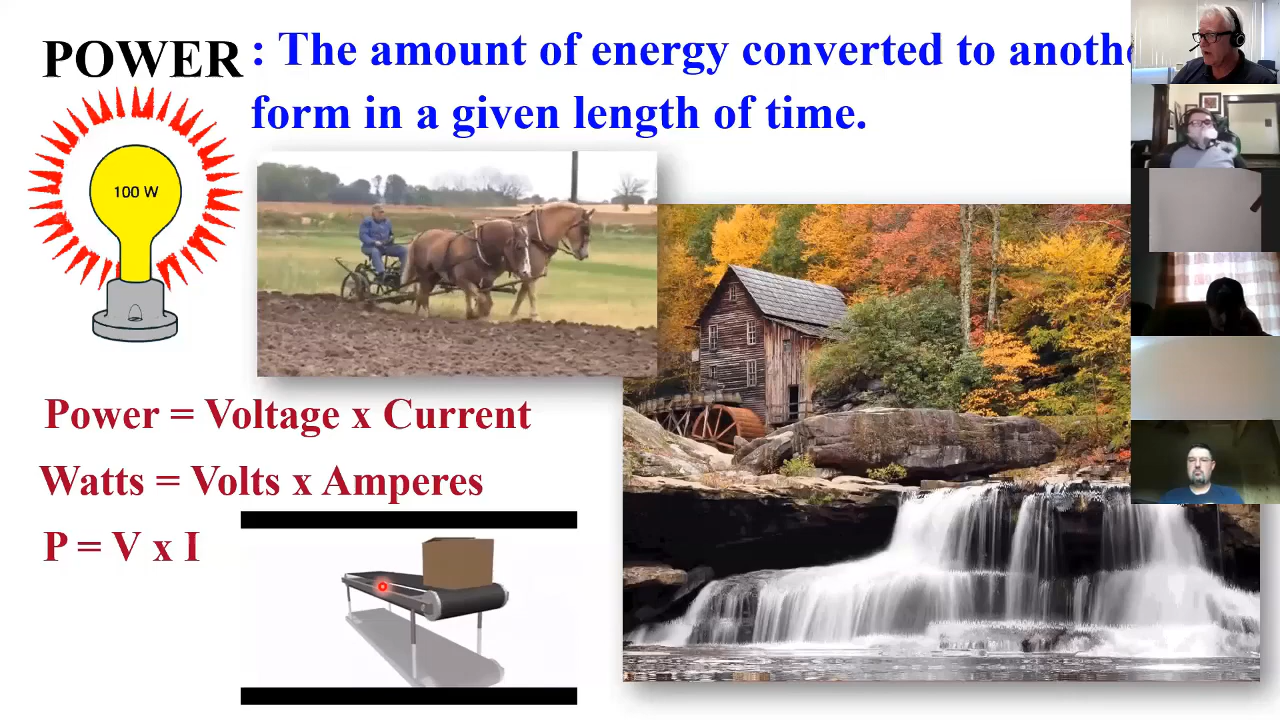 POWER : The amount of energy converted to anoth
form in a given length of time.
100 W
Power = Voltage x Current
Watts = Volts x Amperes
P = V x I